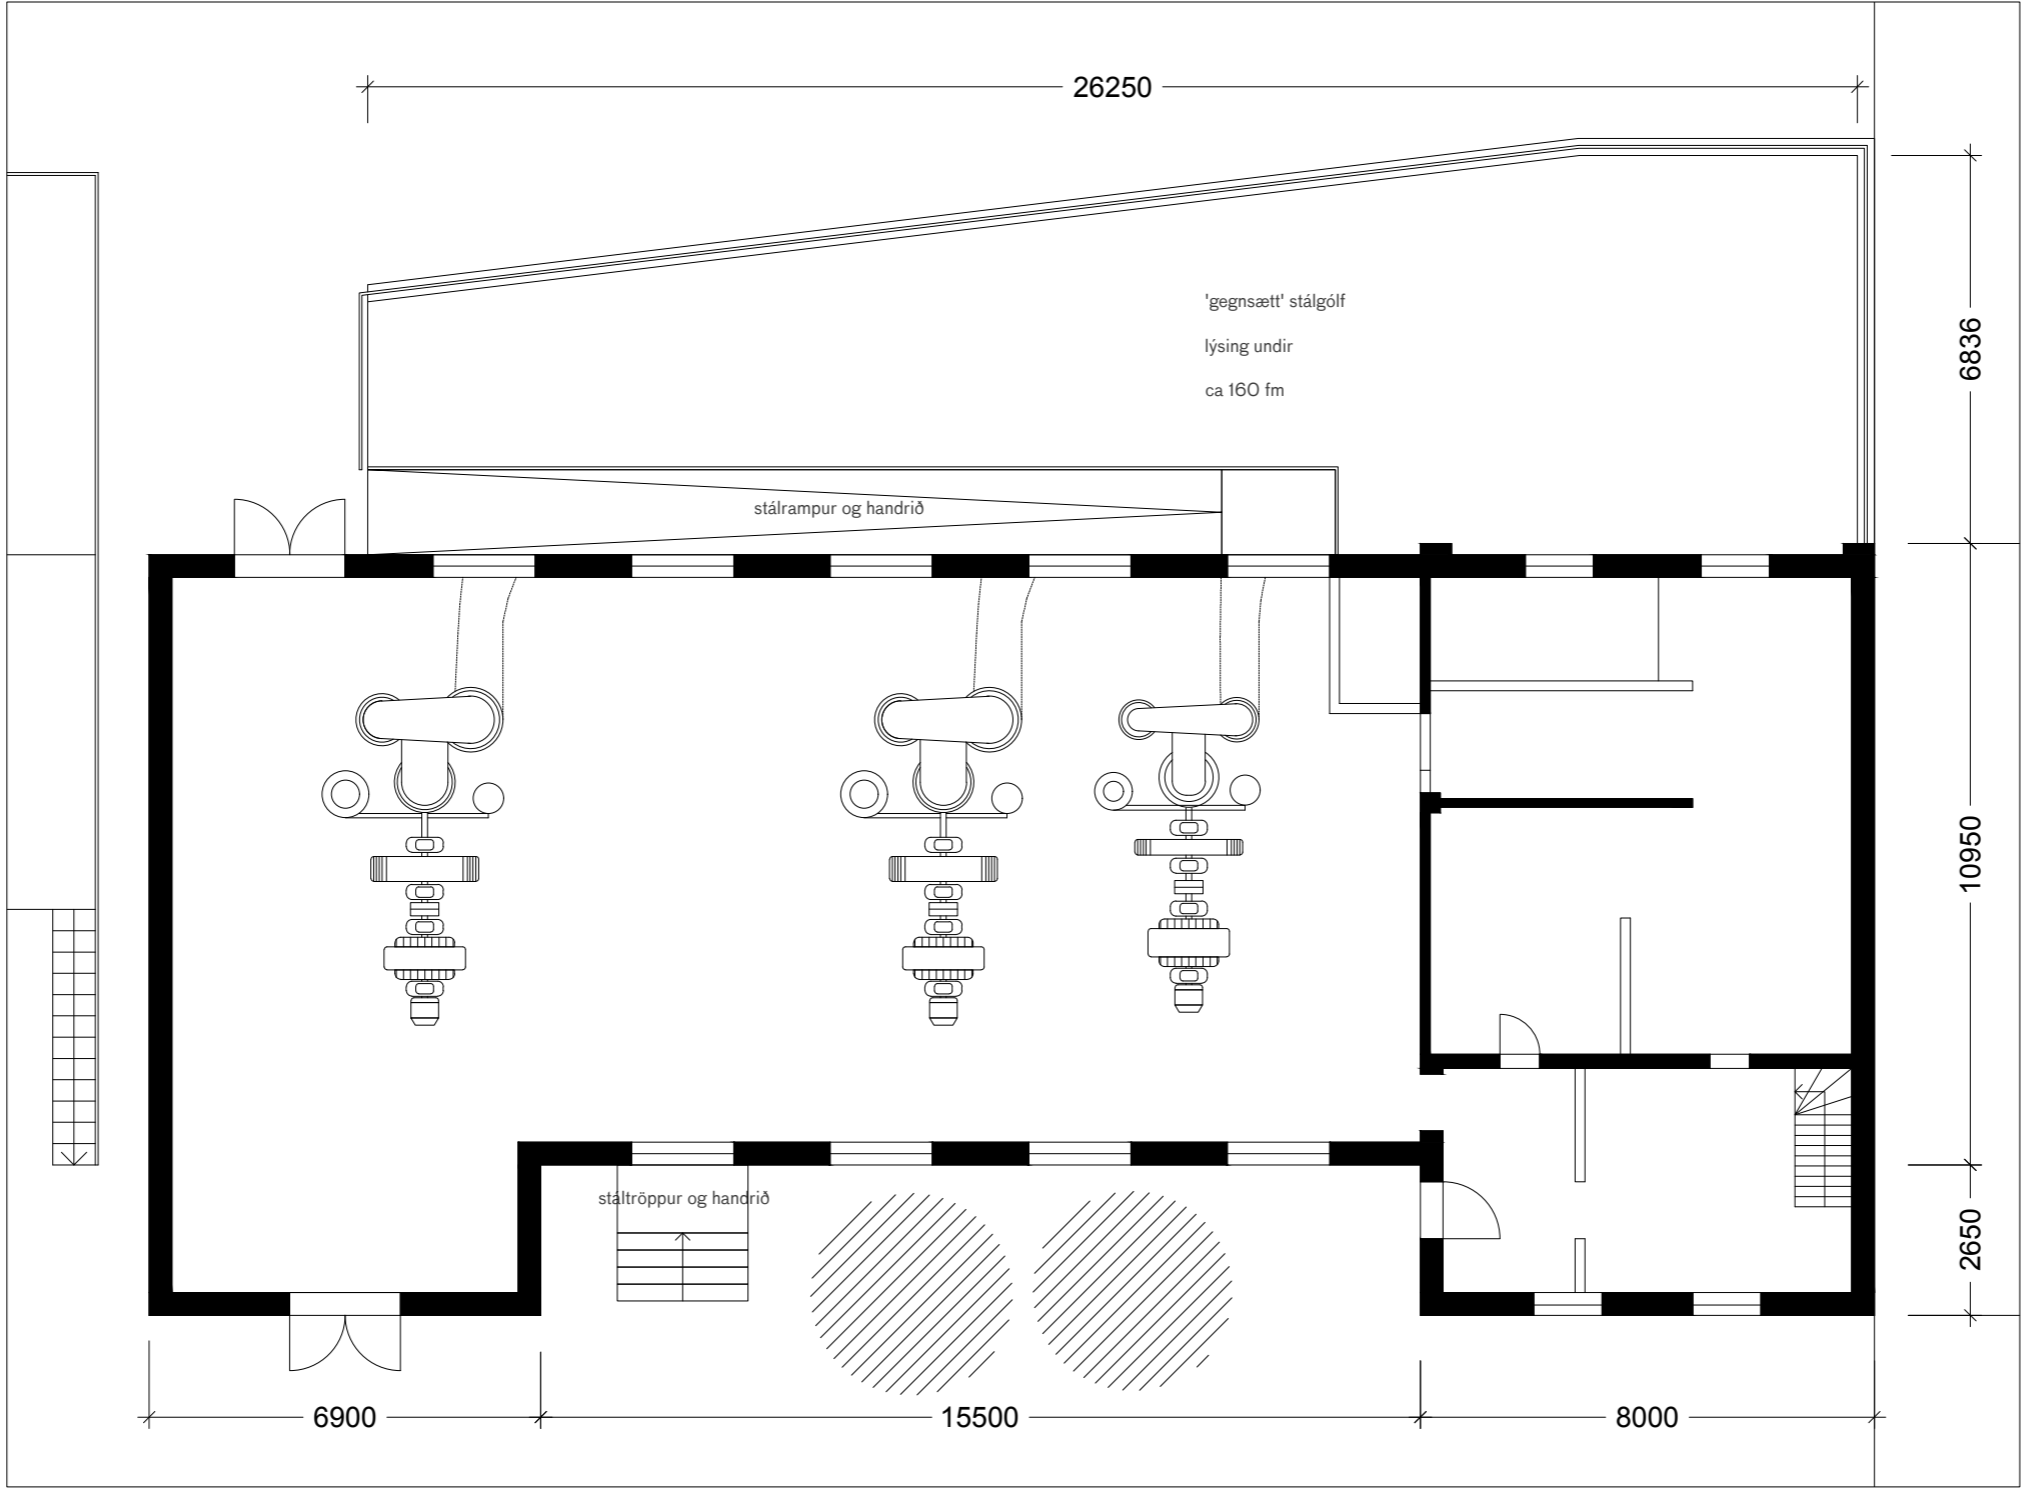 26250
'gegnsætt' stálgólf
lýsing undir
ca 160 fm
6836
stálrampur og handrið
10950
stáltröppur og handrið
2650
6900
15500
8000